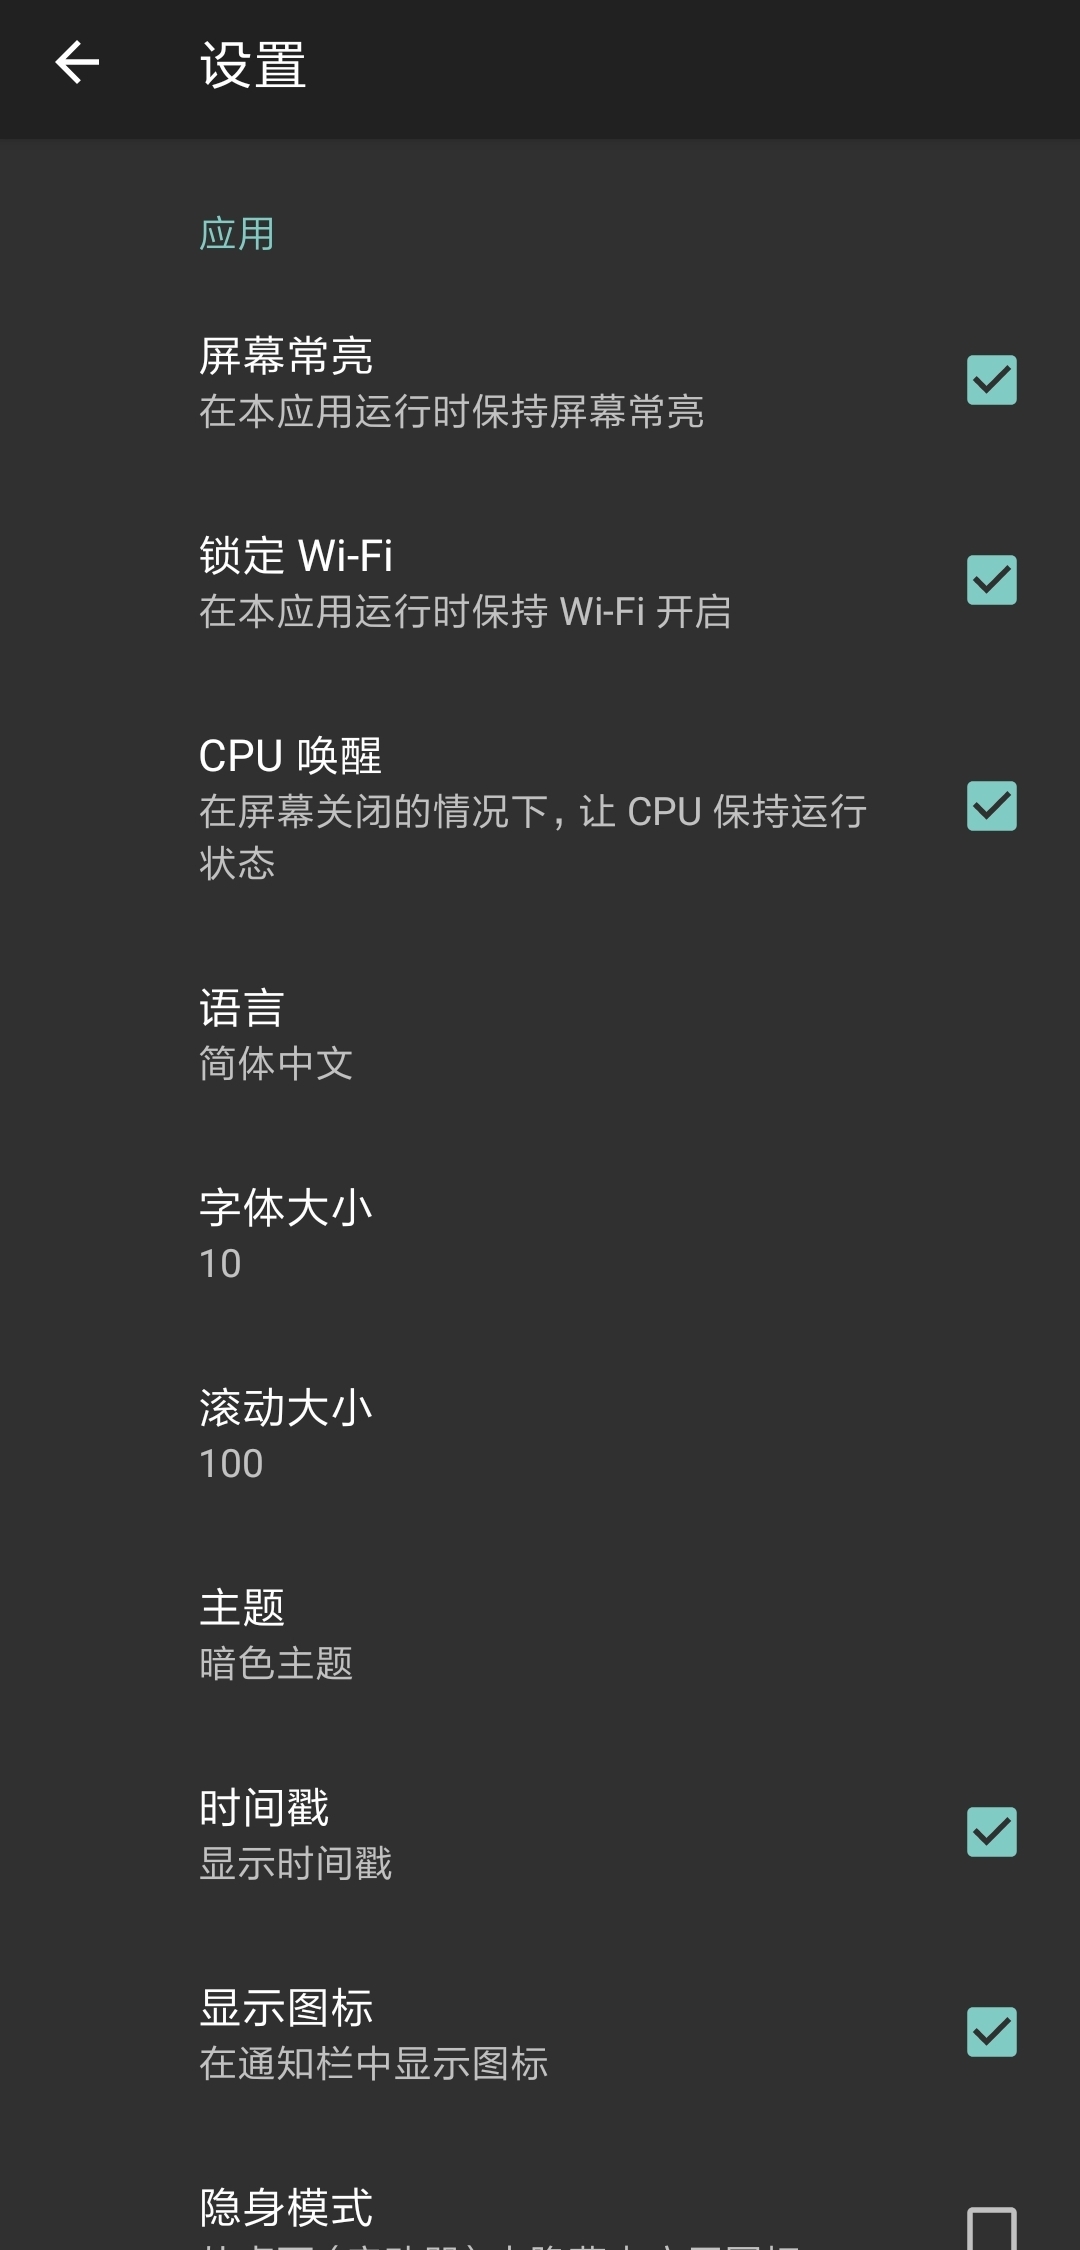 设置
应用
屏幕常亮
在本应用运行时保持屏幕常亮
锁定 Wi-Fi
在本应用运行时保持 Wi-Fi 开启
CPU 唤醒
在屏幕关闭的情况下，让 CPU 保持运行
状态
语言
简体中文
字体大小
10
滚动大小
100
主题
暗色主题
时间戳
显示时间戳
显示图标
在通知栏中显示图标
隐身模式